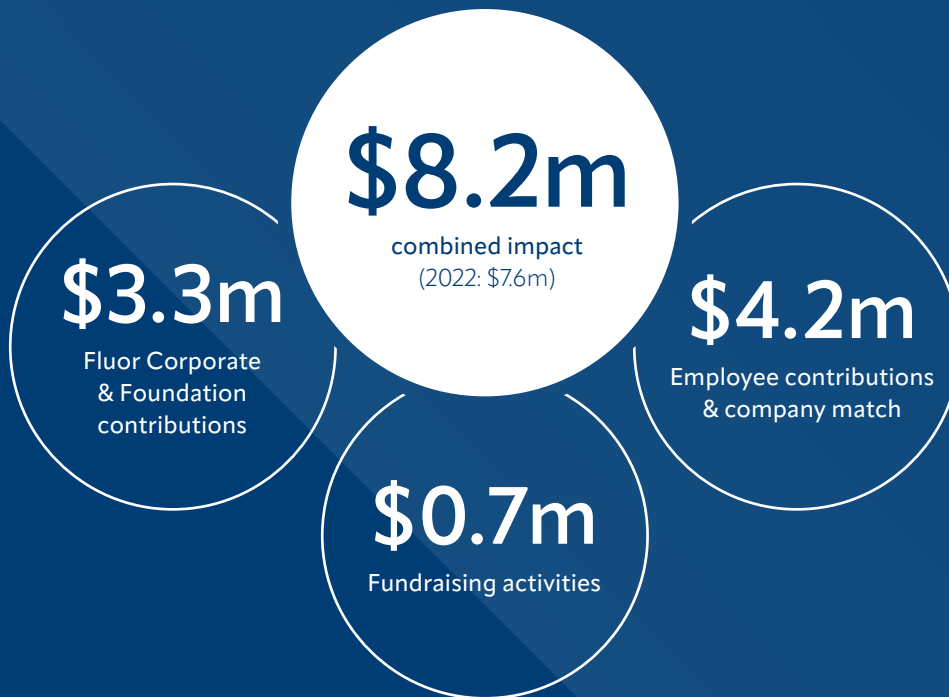 $8.2m
combined impact
(2022: $7.6m)
$3.3m
Fluor Corporate
& Foundation
contributions
$4.2m
Employee contributions
& company match
$0.7m
Fundraising activities